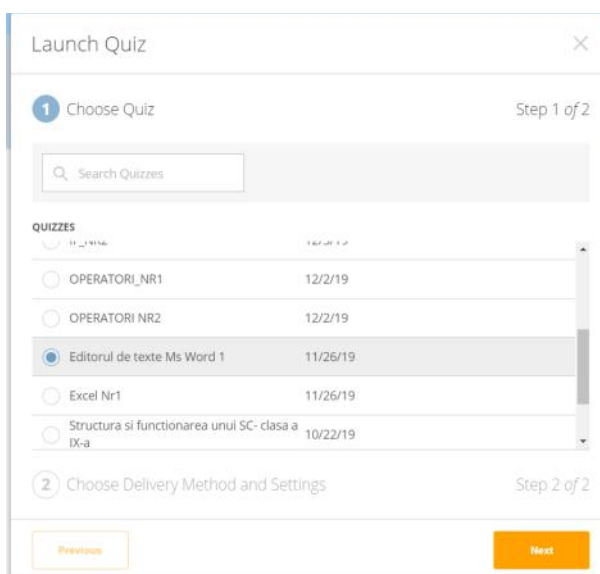 Launch Quiz
1 Choose Quiz Step 1 of 2
Search Quizzes
QUIZZES
OPERATORI_NR1 12/2/19
OPERATORI NR2 12/2/19
Editorul de texte Ms Word 1 11/26/19
Excel Nr1 11/26/19
Structura si functionarea unui SC- clasa a
IX-a 10/22/19
2 Choose Delivery Method and Settings Step 2 of 2
Previous Next